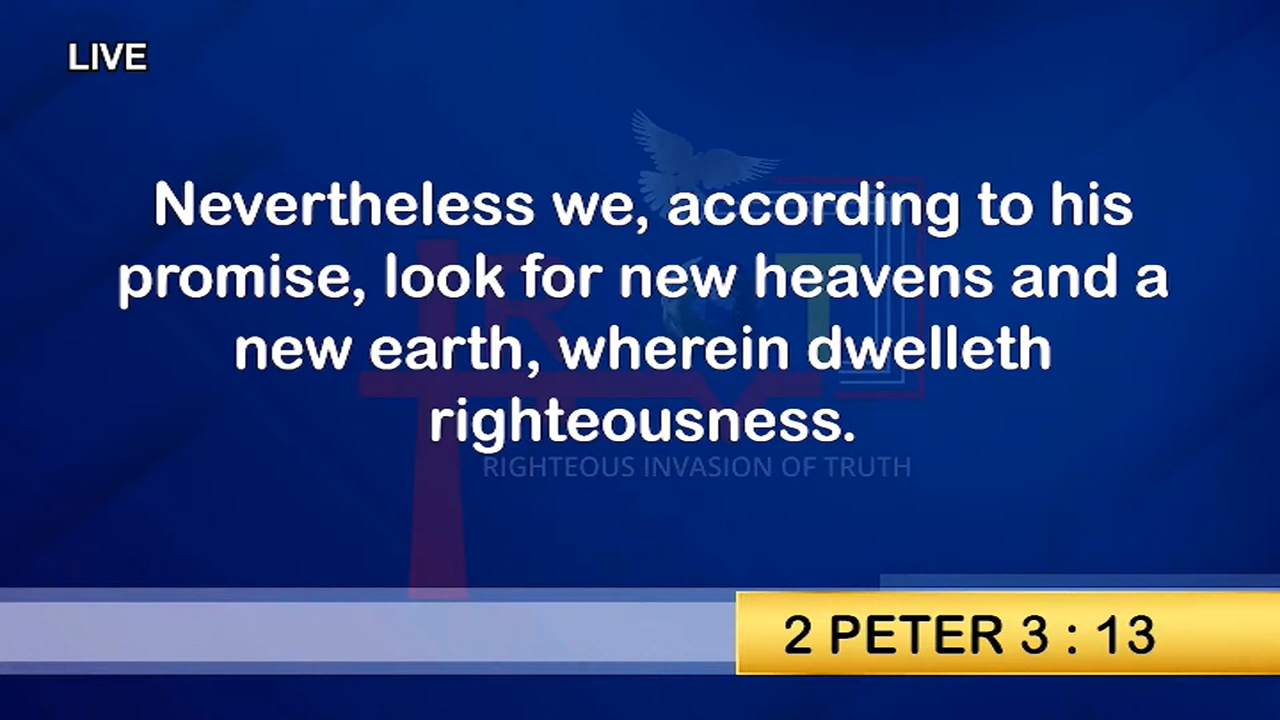 LIVE
Nevertheless we, according to his
promise, look for new heavens and a
new earth, wherein dwelleth
righteousness.
RIGHTEOUS INVASION OF TRUTH
2 PETER 3 : 13